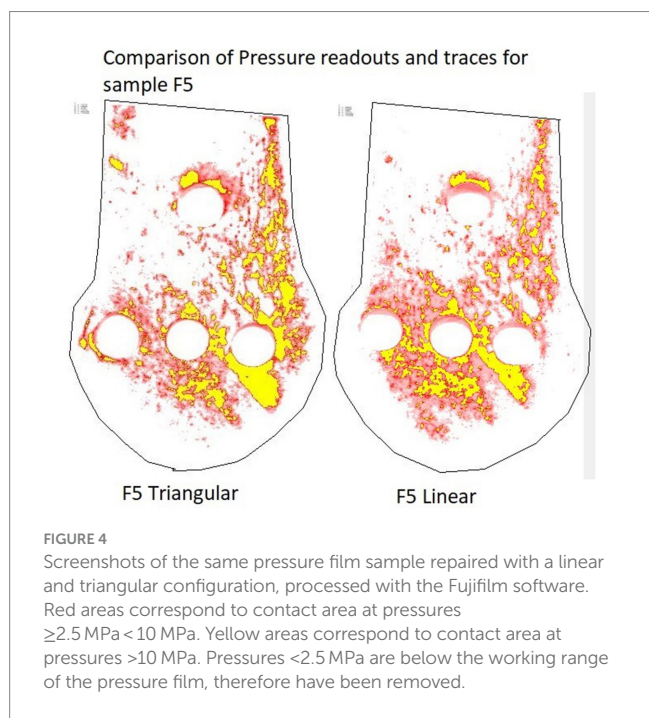 Comparison of Pressure readouts and traces for
sample F5
F5 Triangular
F5 Linear
FIGURE 4
Screenshots of the same pressure film sample repaired with a linear
and triangular configuration, processed with the Fujifilm software.
Red areas correspond to contact area at pressures
≥2.5 MPa < 10 MPa. Yellow areas correspond to contact area at
pressures >10 MPa. Pressures <2.5 MPa are below the working range
of the pressure film, therefore have been removed.